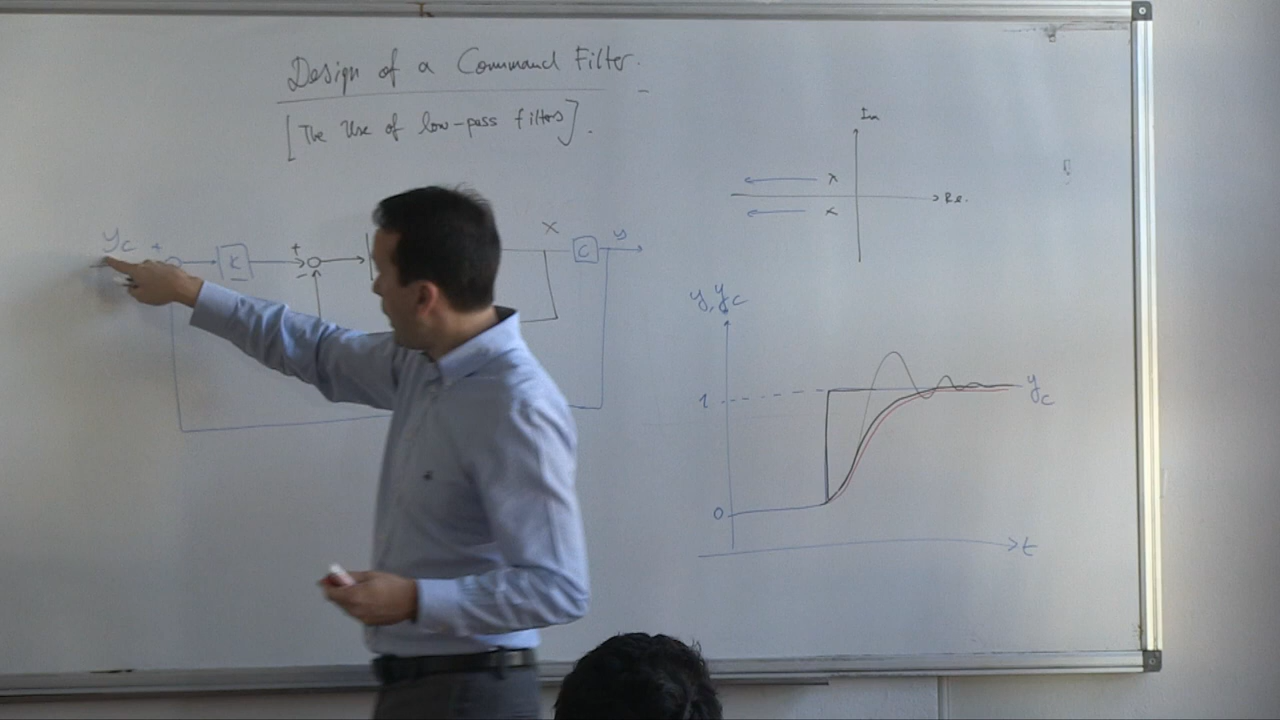 Design of a Command Filter.
[The Use of low-pass filters].
Im
Re.
yc + K + - x C y
y, yc
1
yc
0
t